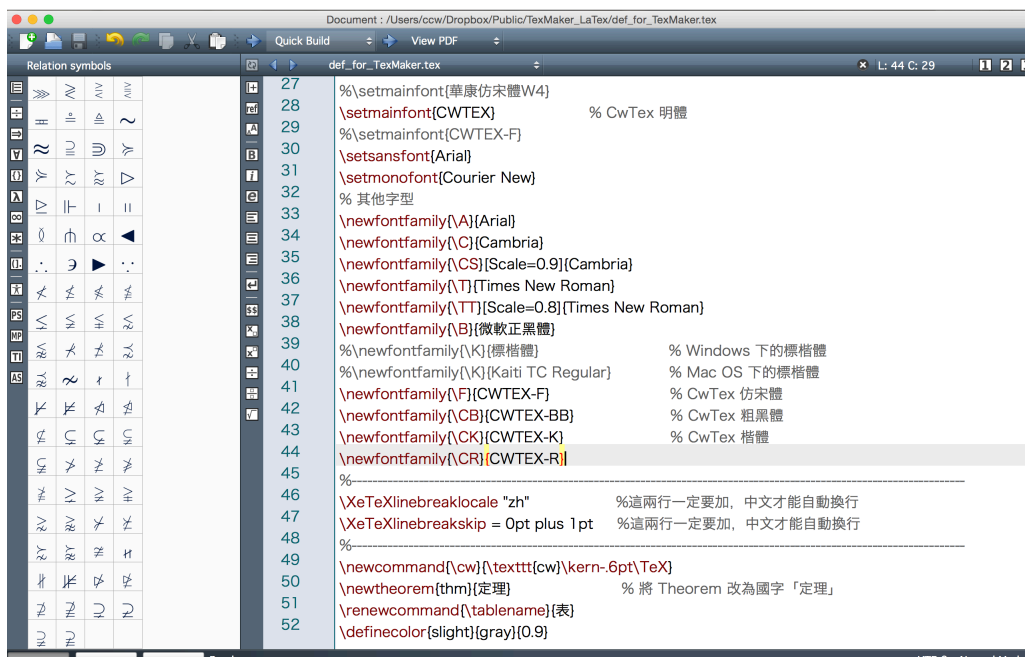 Document : /Users/ccw/Dropbox/Public/TexMaker_LaTex/def_for_TexMaker.tex
Quick Build View PDF
Relation symbols def_for_TexMaker.tex L: 44 C: 29 1 2
27 %\setmainfont{華康仿宋體W4}
28 \setmainfont{CWTEX} % CwTex 明體
29 %\setmainfont{CWTEX-F}
30 \setsansfont{Arial}
31 \setmonofont{Courier New}
32 % 其他字型
33 \newfontfamily{\A}{Arial}
34 \newfontfamily{\C}{Cambria}
35 \newfontfamily{\CS}[Scale=0.9]{Cambria}
36 \newfontfamily{\T}{Times New Roman}
37 \newfontfamily{\TT}[Scale=0.8]{Times New Roman}
38 \newfontfamily{\B}{微軟正黑體}
39 %\newfontfamily{\K}{標楷體} % Windows 下的標楷體
40 %\newfontfamily{\K}{Kaiti TC Regular} % Mac OS 下的標楷體
41 \newfontfamily{\F}{CWTEX-F} % CwTex 仿宋體
42 \newfontfamily{\CB}{CWTEX-BB} % CwTex 粗黑體
43 \newfontfamily{\CK}{CWTEX-K} % CwTex 楷體
44 \newfontfamily{\CR}{CWTEX-R}
45 %-----------------------------------------------
46 \XeTeXlinebreaklocale "zh" %這兩行一定要加，中文才能自動換行
47 \XeTeXlinebreakskip = 0pt plus 1pt %這兩行一定要加，中文才能自動換行
48 %-----------------------------------------------
49 \newcommand{\cw}{\texttt{cw}\kern-.6pt\TeX}
50 \newtheorem{thm}{定理} % 將 Theorem 改為國字「定理」
51 \renewcommand{\tablename}{表}
52 \definecolor{slight}{gray}{0.9}